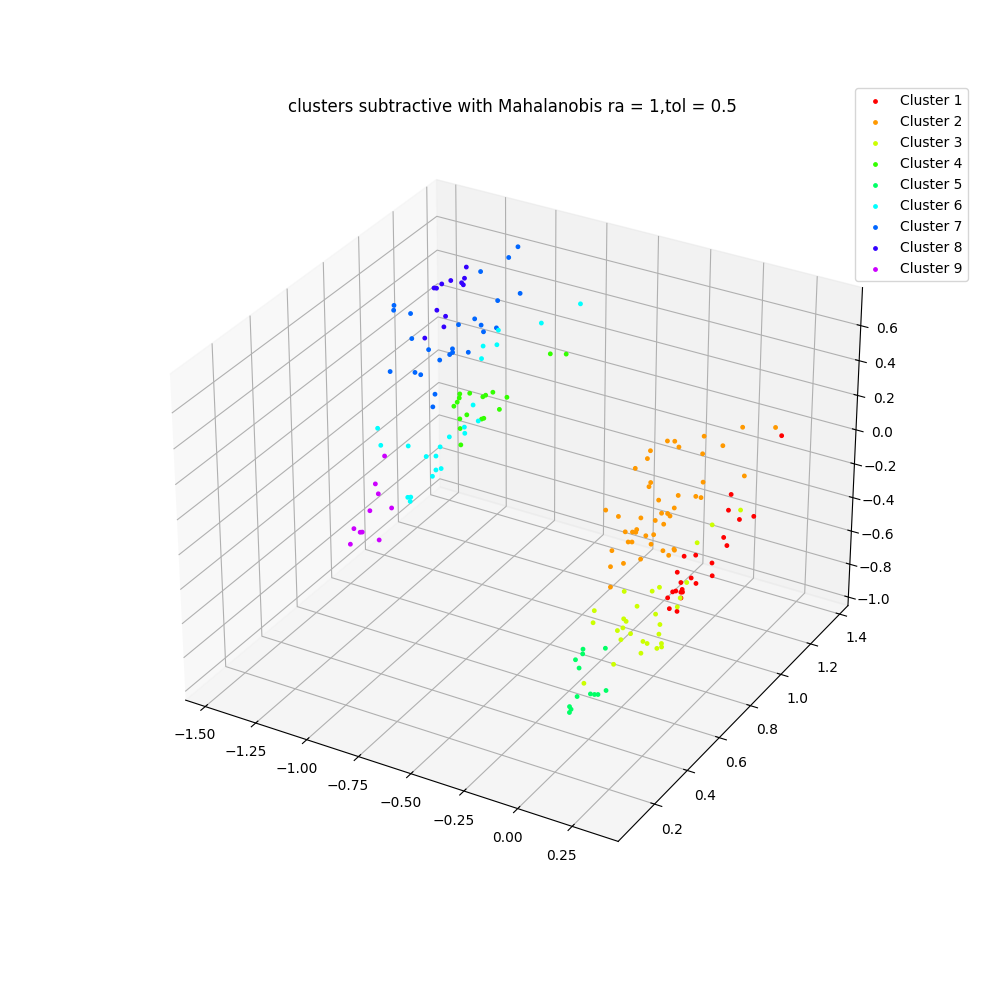 clusters subtractive with Mahalanobis ra = 1,tol = 0.5
Cluster 1
Cluster 2
Cluster 3
Cluster 4
Cluster 5
Cluster 6
Cluster 7
Cluster 8
Cluster 9
0.6
0.4
0.2
0.0
−0.2
−0.4
−0.6
−0.8
−1.0
1.4
1.2
1.0
0.8
0.6
0.4
0.2
−1.50
−1.25
−1.00
−0.75
−0.50
−0.25
0.00
0.25